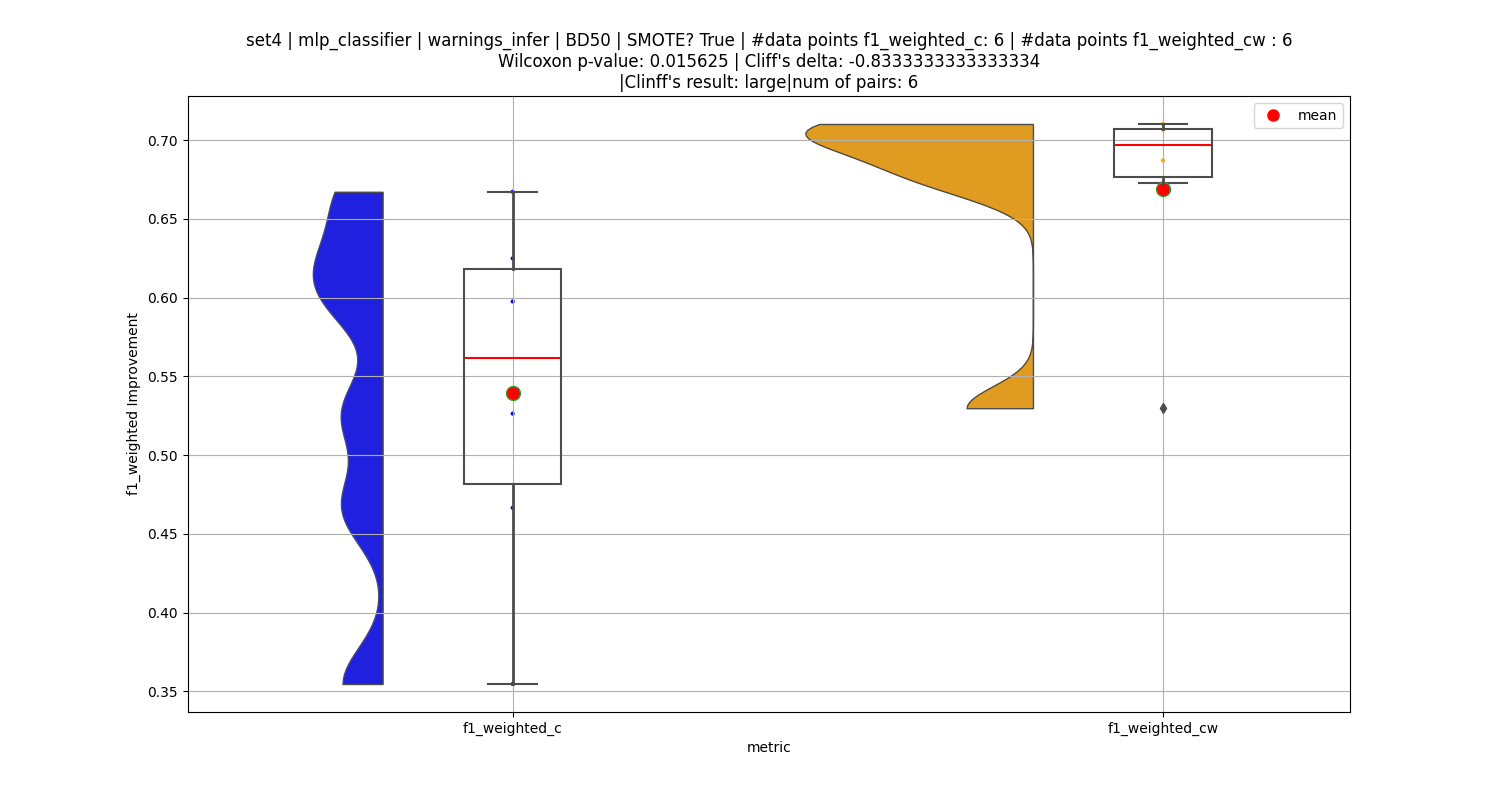 set4 | mlp_classifier | warnings_infer | BD50 | SMOTE? True | #data points f1_weighted_c: 6 | #data points f1_weighted_cw : 6
Wilcoxon p-value: 0.015625 | Cliff's delta: -0.8333333333333334
|Clinff's result: large|num of pairs: 6
mean
0.70
0.65
0.60
0.55
0.50
0.45
0.40
0.35
f1_weighted Improvement
f1_weighted_c
f1_weighted_cw
metric